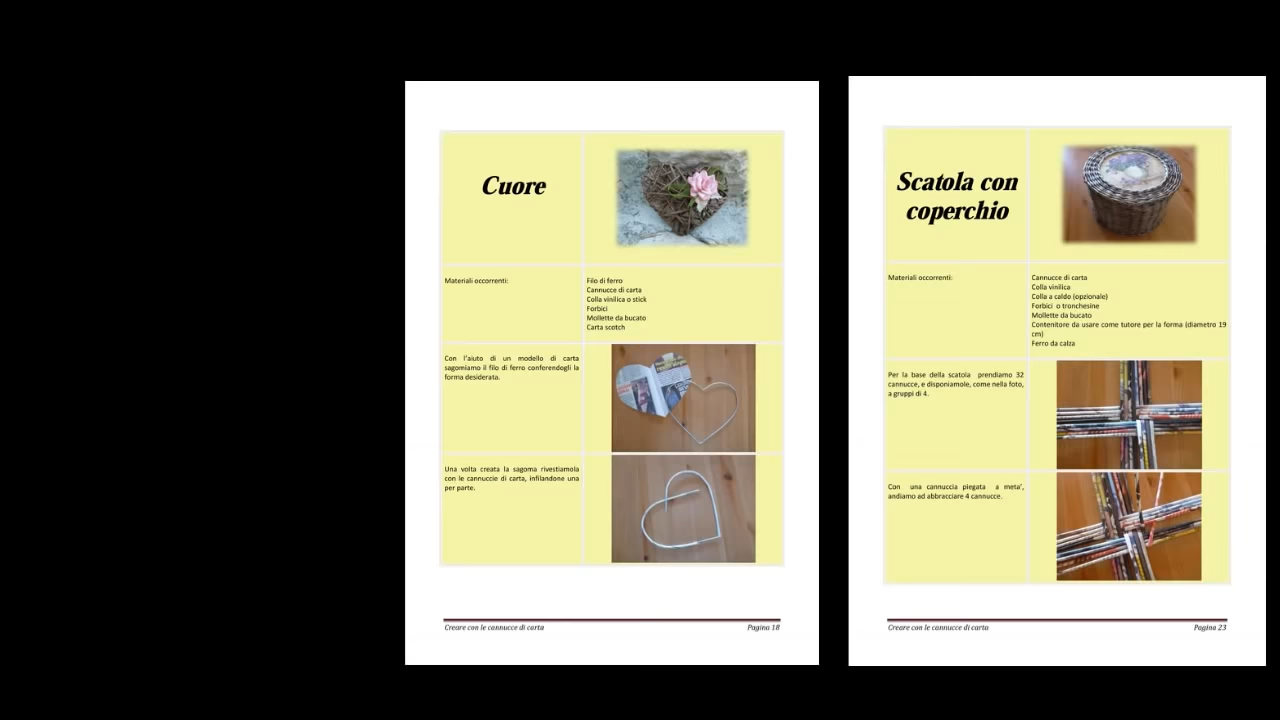 Cuore
Materiali occorrenti:
Filo di ferro
Cannucce di carta
Colla vinilica o stick
Forbici
Mollette da bucato
Carta scotch
Con l'aiuto di un modello di carta
sagomiamo il filo di ferro conferendogli la
forma desiderata.
Una volta creata la sagoma rivestiamola
con le cannuccie di carta, infilandone una
per parte.
Creare con le cannucce di carta Pagina 18
Scatola con
coperchio
Materiali occorrenti:
Cannucce di carta
Colla vinilica
Colla a caldo (opzionale)
Forbici o tronchesine
Mollette da bucato
Contenitore da usare come tutore per la forma (diametro 19
cm)
Ferro da calza
Per la base della scatola prendiamo 32
cannucce, e disponiamole, come nella foto,
a gruppi di 4.
Con una cannuccia piegata a meta',
andiamo ad abbracciare 4 cannucce.
Creare con le cannucce di carta Pagina 23